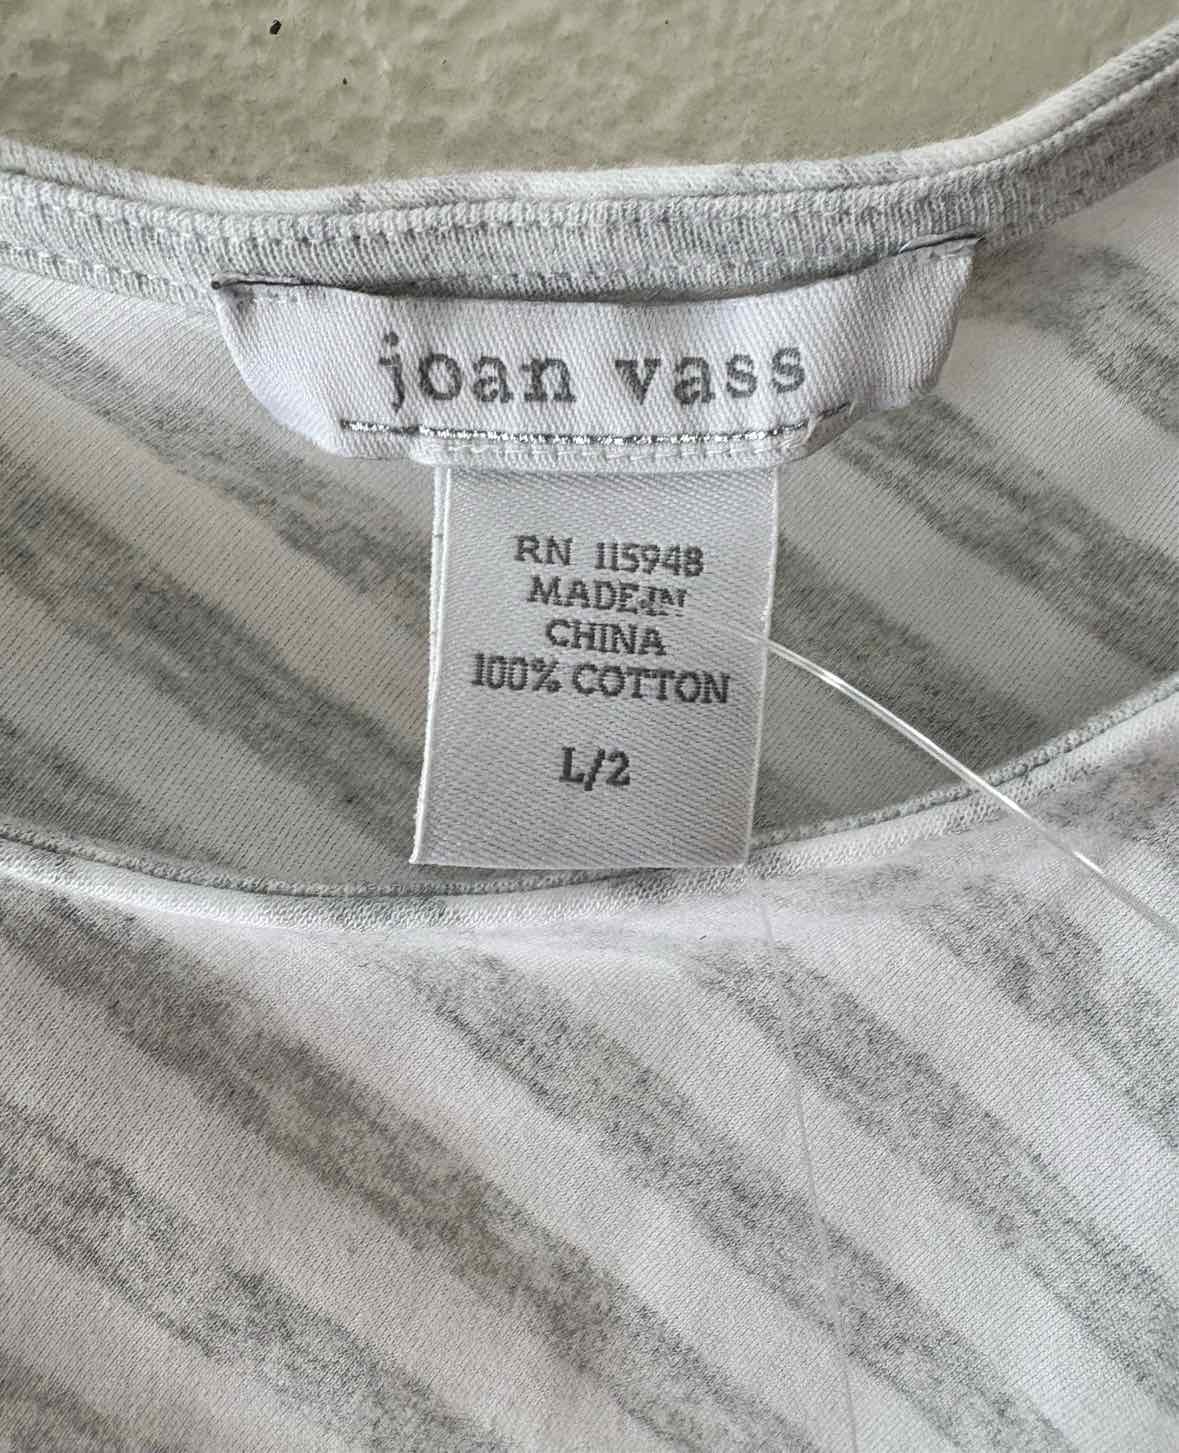 joan vass
RN 115948
MADE IN
CHINA
100% COTTON
L/2